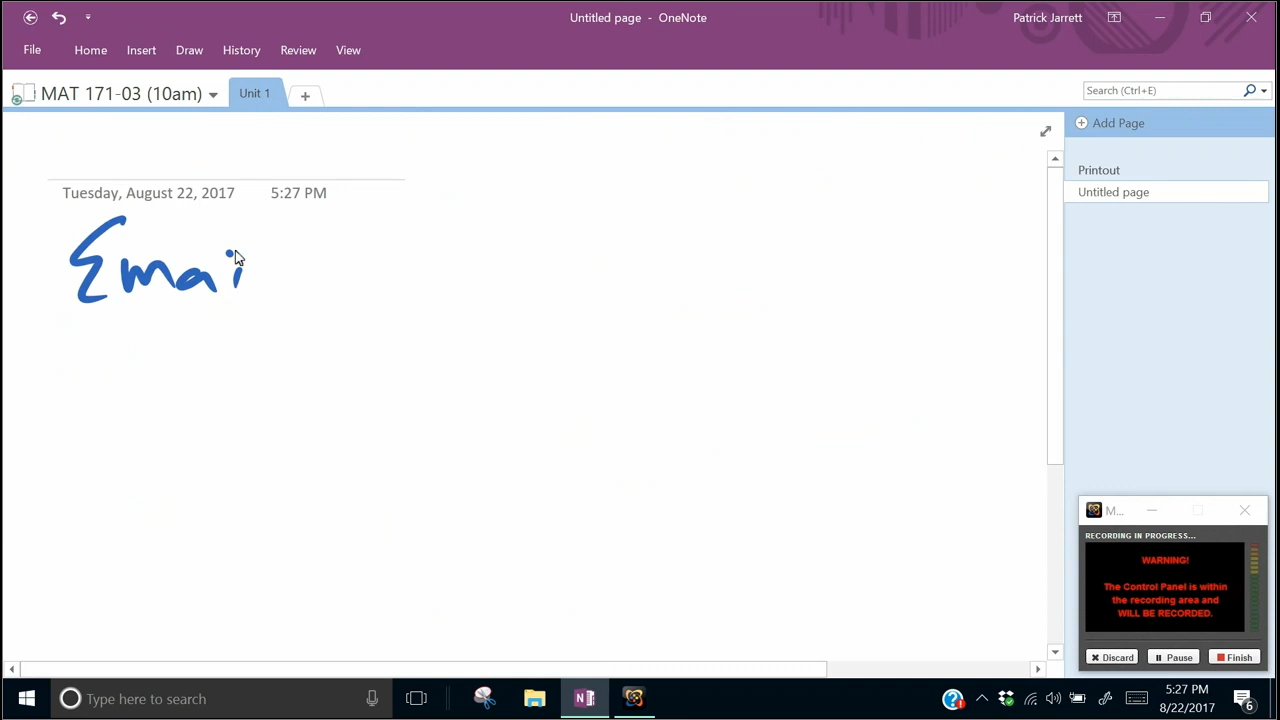 Untitled page - OneNote
Patrick Jarrett
File
Home
Insert
Draw
History
Review
View
MAT 171-03 (10am)
Unit 1
Search (Ctrl+E)
Add Page
Tuesday, August 22, 2017
5:27 PM
Printout
Untitled page
Emai
M...
RECORDING IN PROGRESS...
WARNING!
The Control Panel is within
the recording area and
WILL BE RECORDED.
Discard
Pause
Finish
Type here to search
5:27 PM
8/22/2017
6